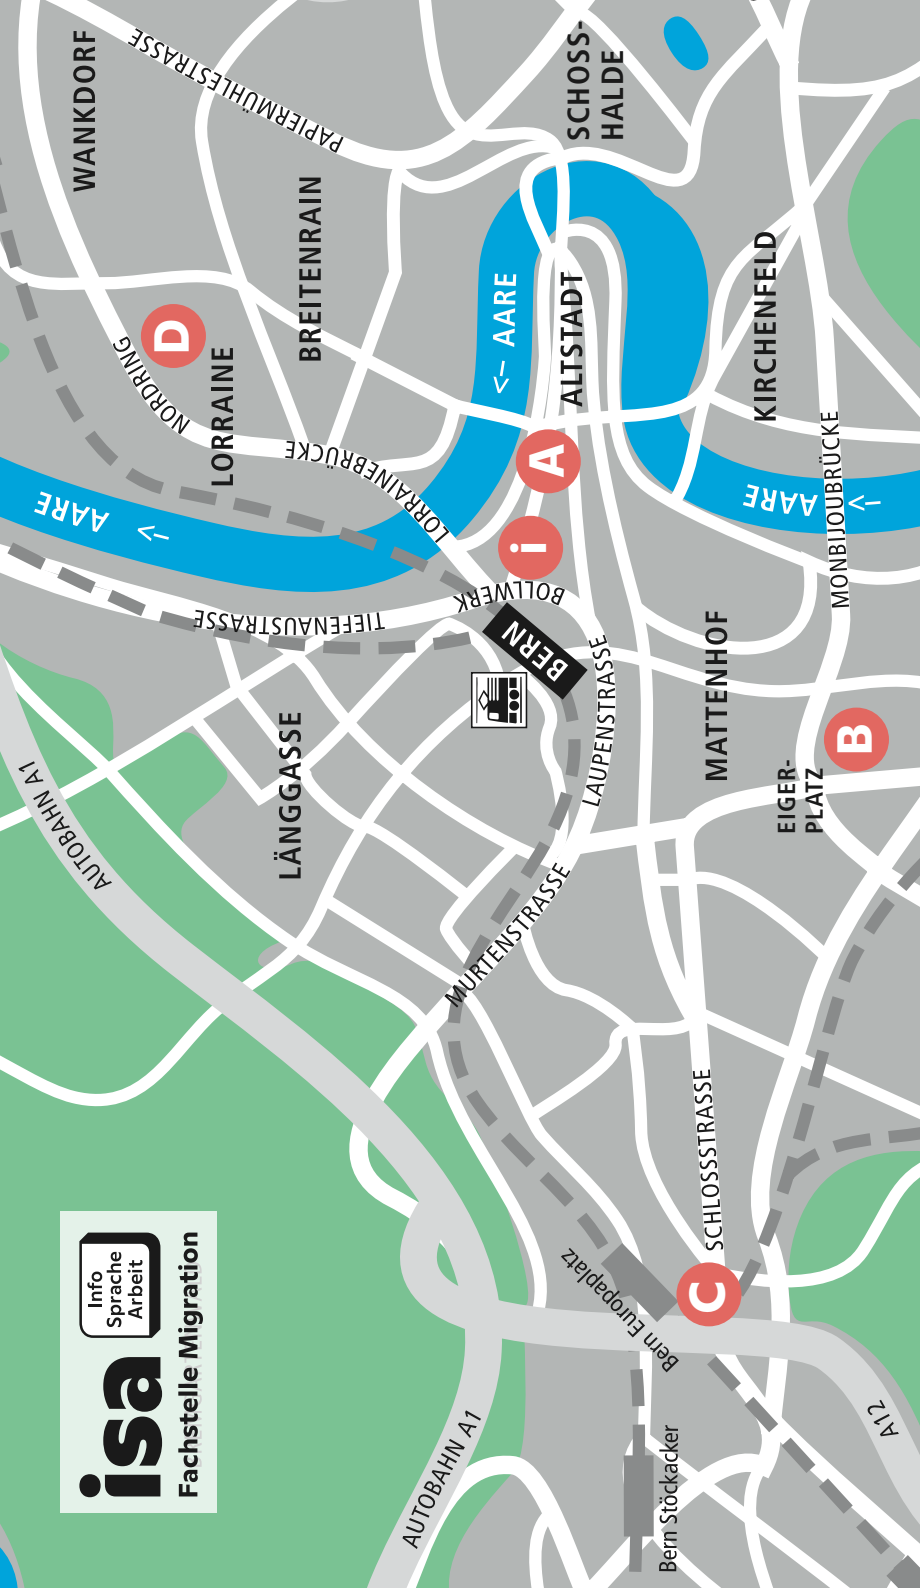 isa
Info
Sprache
Arbeit
Fachstelle Migration
AUTOBAHN A1
AARE
-->
WANKDORF
PAPIERMÜHLESTRASSE
NORDRING
D
LORRAINE
TIEFENAUSTRASSE
LÄNGGASSE
BREITENRAIN
LORRAINEBRÜCKE
AUTOBAHN A1
MURTENSTRASSE
BOLLWERK
BERN
i
A
<-- AARE
ALTSTADT
SCHOSS-
HALDE
LAUPENSTRASSE
Bern Europaplatz
Bern Stöckacker
C
SCHLOSSSTRASSE
MATTENHOF
KIRCHENFELD
AARE
-->
EIGER-
PLATZ
B
MONBIJOUBRÜCKE
A12